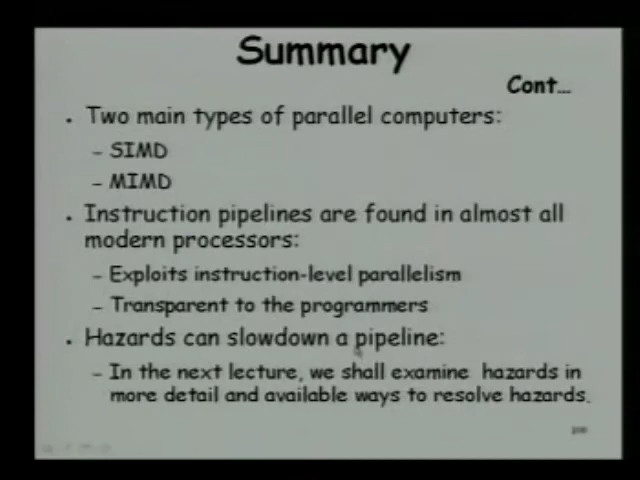 Summary
Cont...
. Two main types of parallel computers:
– SIMD
– MIMD
. Instruction pipelines are found in almost all
modern processors:
– Exploits instruction-level parallelism
– Transparent to the programmers
. Hazards can slowdown a pipeline:
– In the next lecture, we shall examine hazards in
more detail and available ways to resolve hazards.